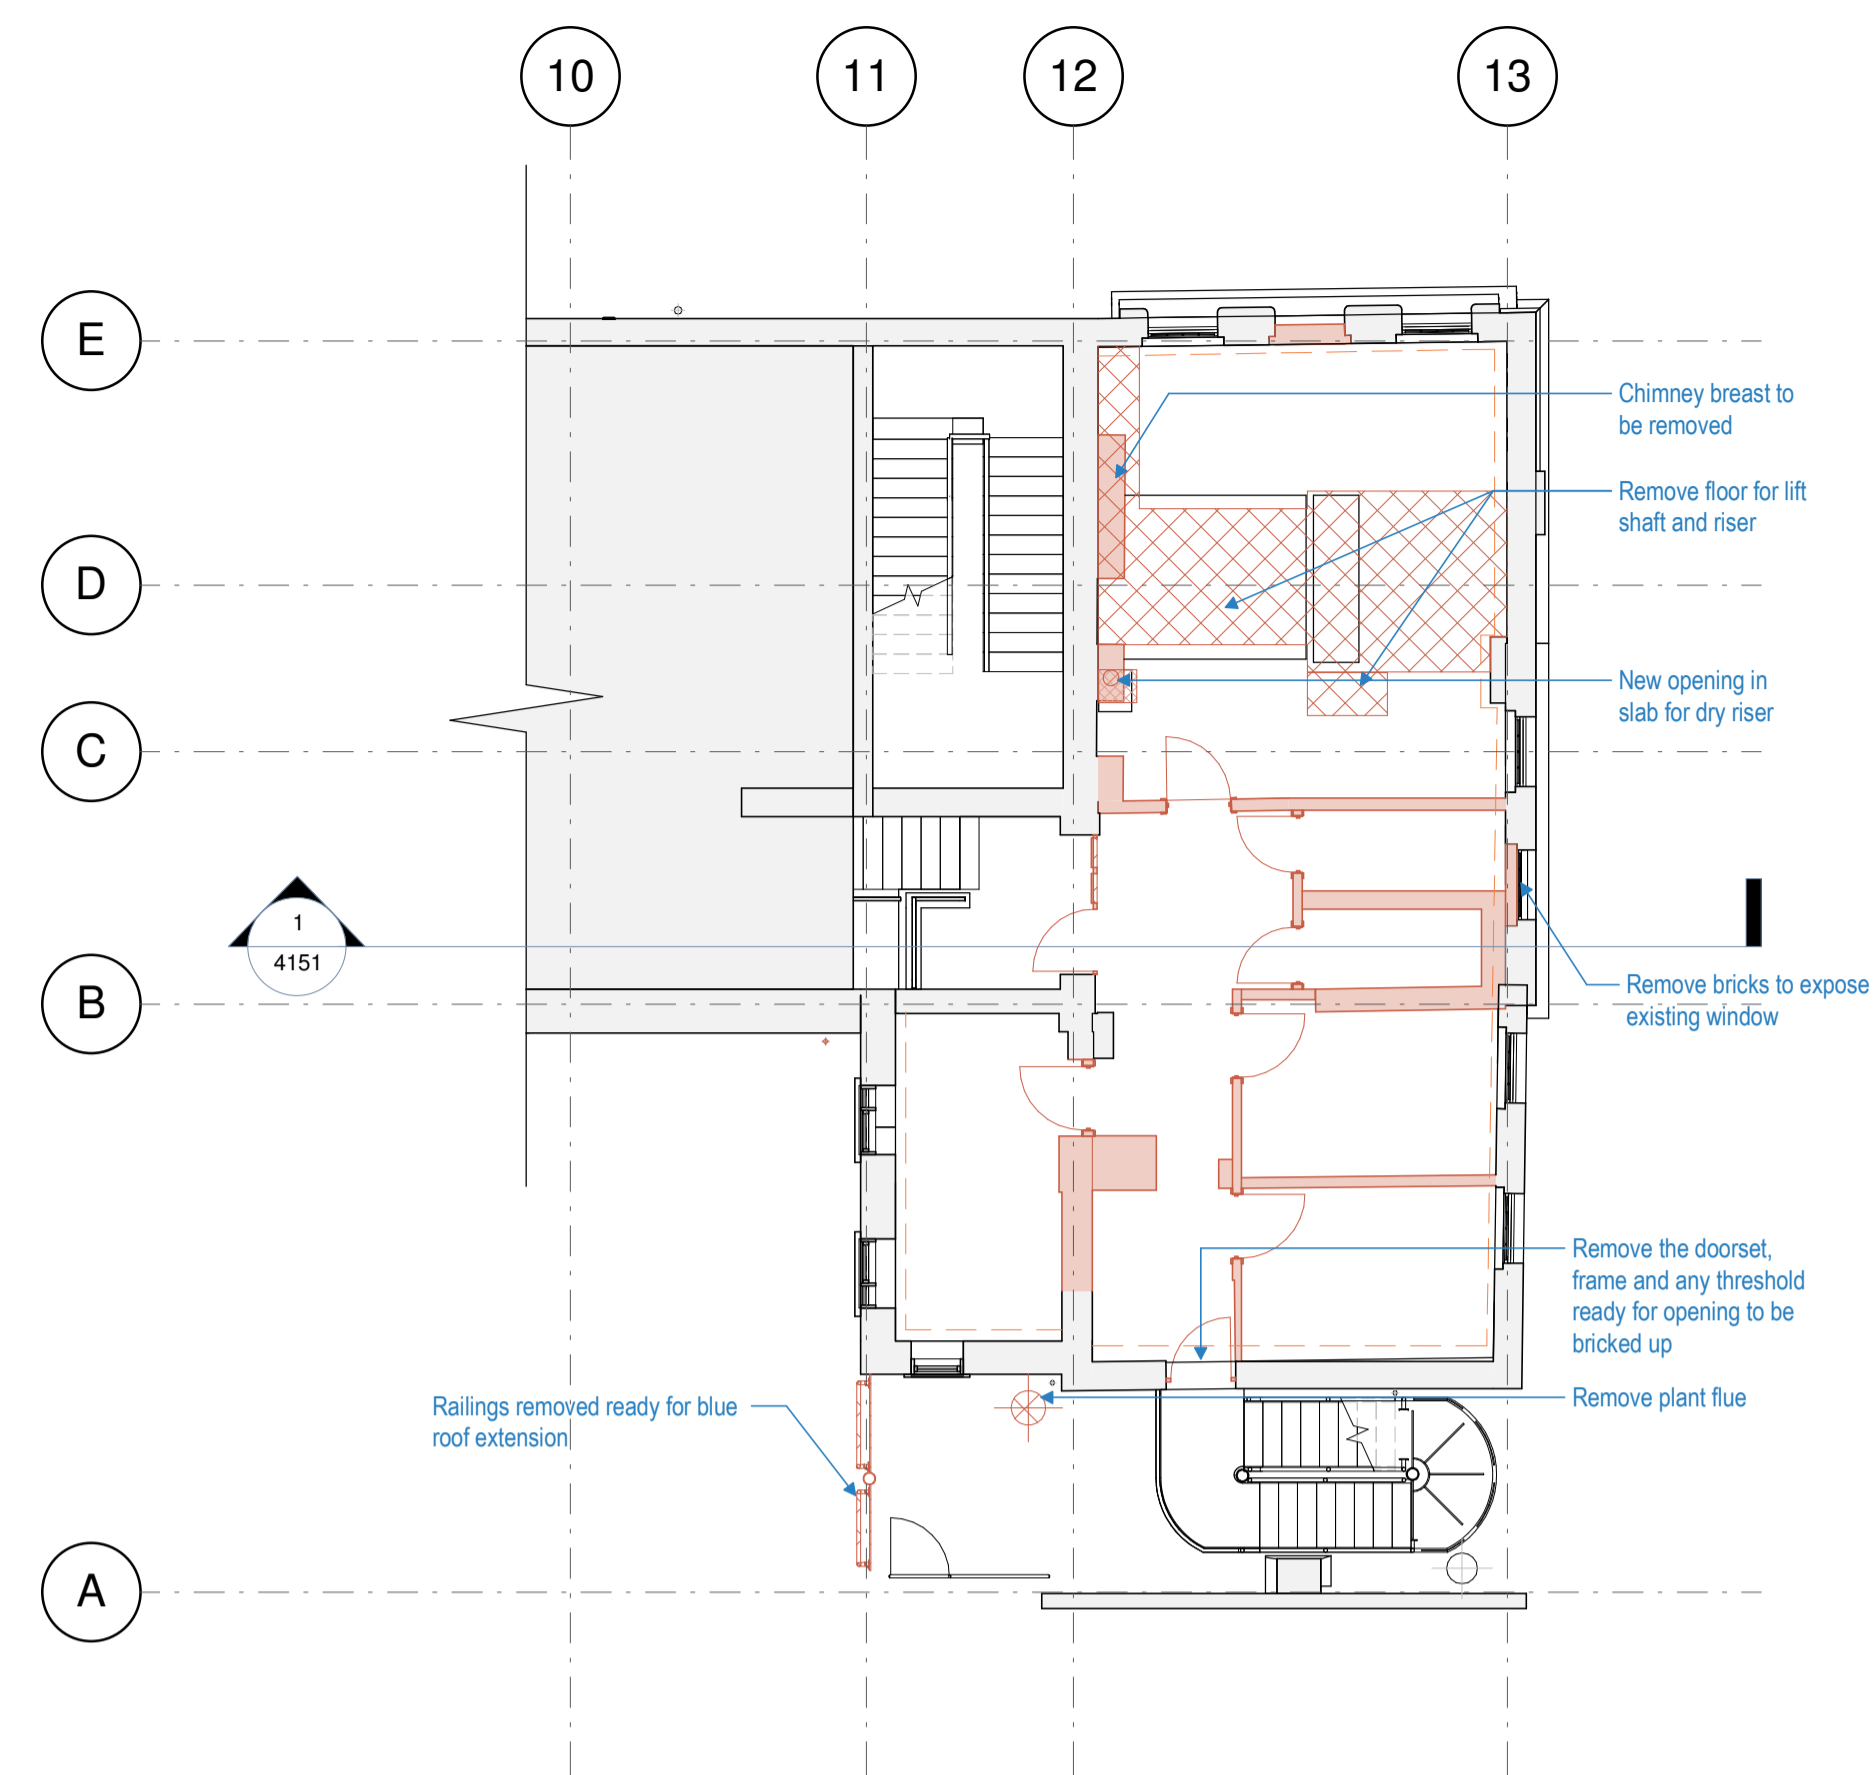 10
11
12
13
E
Chimney breast to
be removed
Remove floor for lift
shaft and riser
D
New opening in
slab for dry riser
C
1
4151
B
Remove bricks to expose
existing window
Remove the doorset,
frame and any threshold
ready for opening to be
bricked up
Railings removed ready for blue
roof extension
Remove plant flue
A